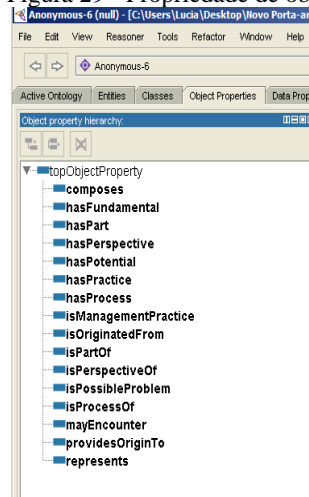 Figura 29 - Propriedade de ob
Anonymous-6 (null) - [C:\Users\Lucia\Desktop\Novo Porta-ar
File Edit View Reasoner Tools Refactor Window Help
Anonymous-6
Active Ontology Entities Classes Object Properties Data Prop
Object property hierarchy:
topObjectProperty
composes
hasFundamental
hasPart
hasPerspective
hasPotential
hasPractice
hasProcess
isManagementPractice
isOriginatedFrom
isPartOf
isPerspectiveOf
isPossibleProblem
isProcessOf
mayEncounter
providesOriginTo
represents